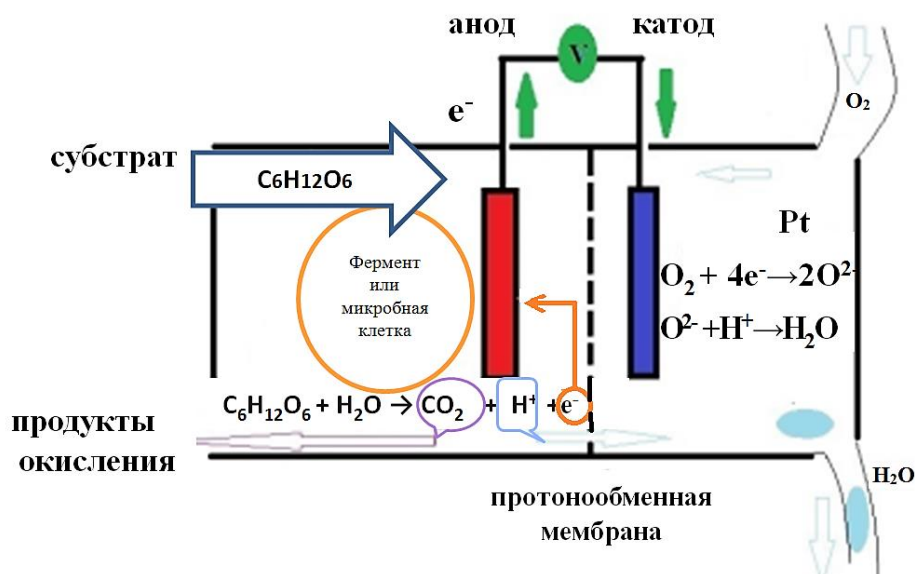 анод
катод
V
e⁻
O₂
субстрат
C₆H₁₂O₆
Фермент
или
микробная
клетка
Pt
O₂ + 4e⁻→2O²⁻
O²⁻+H⁺→H₂O
C₆H₁₂O₆ + H₂O → CO₂ + H⁺ + e⁻
продукты
окисления
H₂O
протонообменная
мембрана